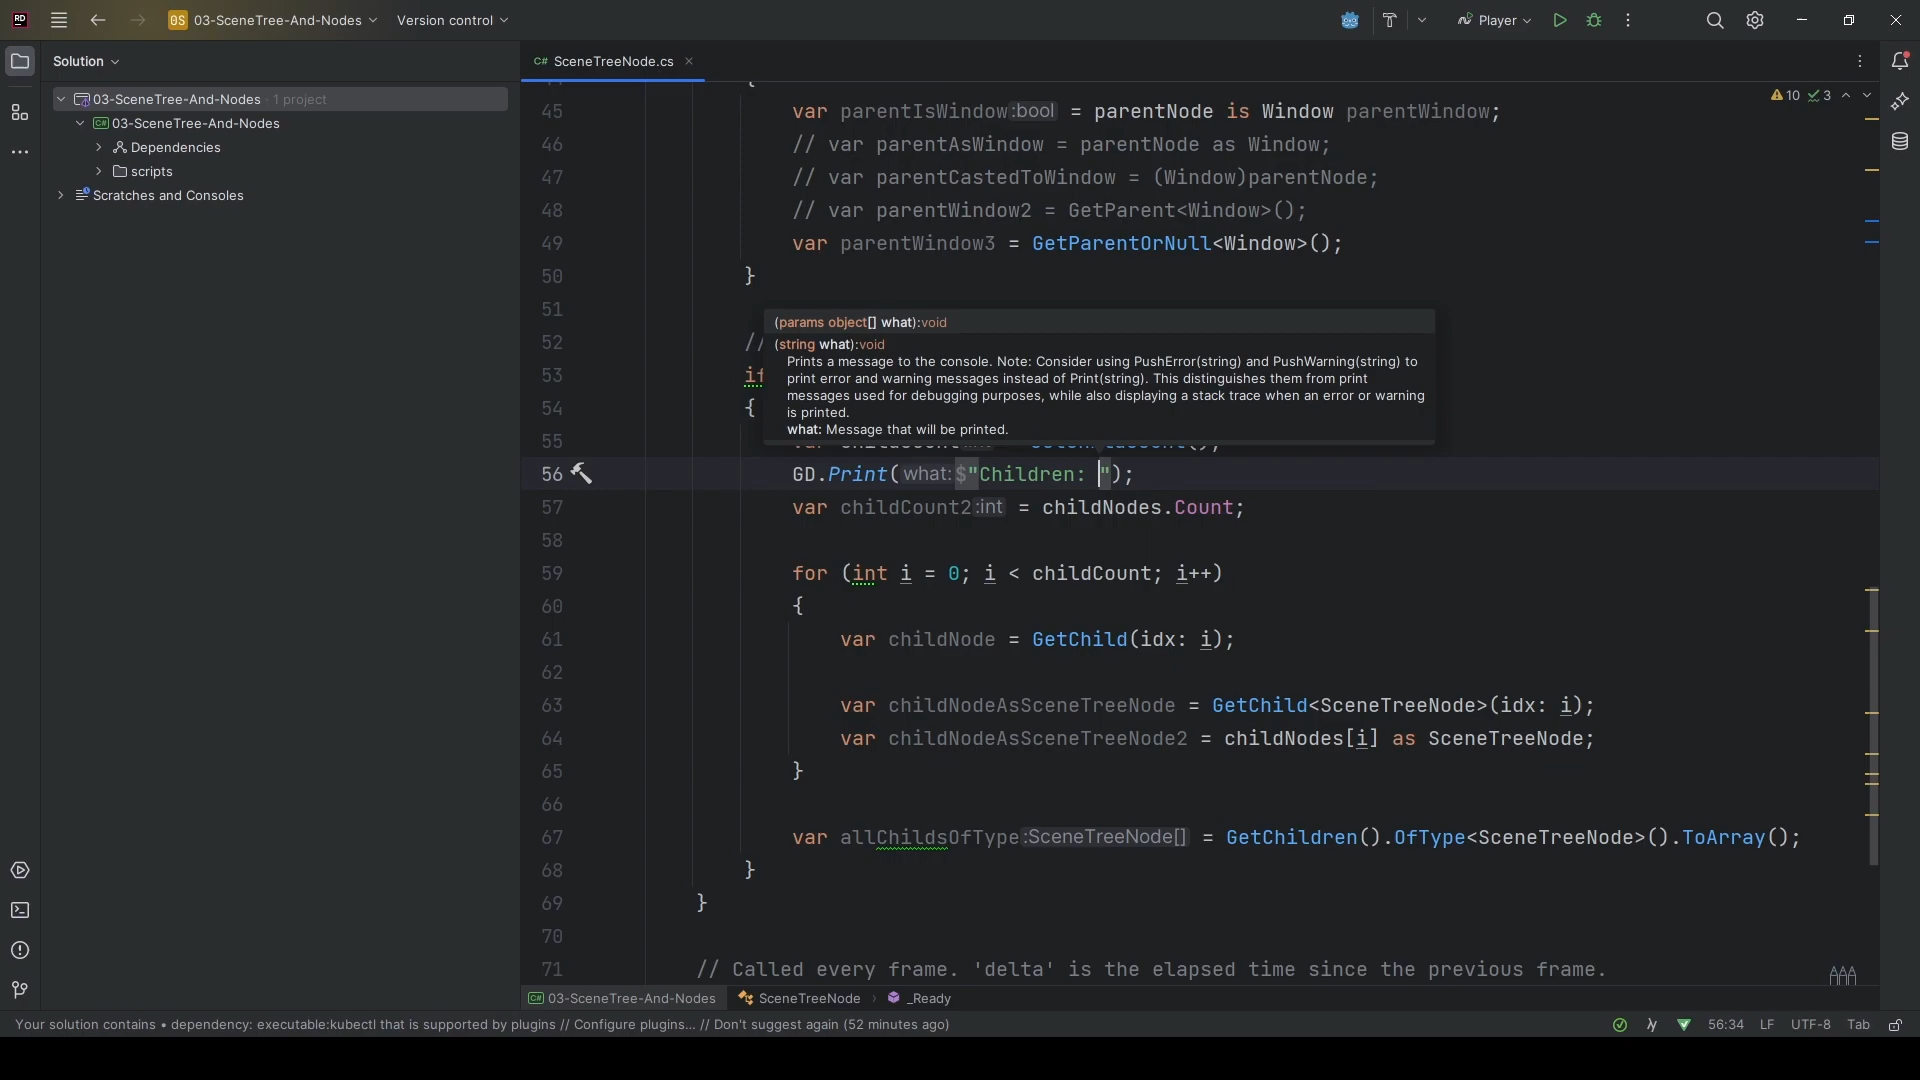 RD
0S 03-SceneTree-And-Nodes
Version control
Player
Solution
C# SceneTreeNode.cs
03-SceneTree-And-Nodes · 1 project
C# 03-SceneTree-And-Nodes
Dependencies
scripts
Scratches and Consoles
10 3
{
45 var parentIsWindow :bool = parentNode is Window parentWindow;
46 // var parentAsWindow = parentNode as Window;
47 // var parentCastedToWindow = (Window)parentNode;
48 // var parentWindow2 = GetParent<Window>();
49 var parentWindow3 = GetParentOrNull<Window>();
50 }
51
(params object[] what):void
52 //
(string what):void
Prints a message to the console. Note: Consider using PushError(string) and PushWarning(string) to
53 if
print error and warning messages instead of Print(string). This distinguishes them from print
messages used for debugging purposes, while also displaying a stack trace when an error or warning
54 {
is printed.
what: Message that will be printed.
55
56 GD.Print( what: $"Children: ");
57 var childCount2 :int = childNodes.Count;
58
59 for (int i = 0; i < childCount; i++)
60 {
61 var childNode = GetChild(idx: i);
62
63 var childNodeAsSceneTreeNode = GetChild<SceneTreeNode>(idx: i);
64 var childNodeAsSceneTreeNode2 = childNodes[i] as SceneTreeNode;
65 }
66
67 var allChildsOfType :SceneTreeNode[] = GetChildren().OfType<SceneTreeNode>().ToArray();
68 }
69 }
70
71 // Called every frame. 'delta' is the elapsed time since the previous frame.
C# 03-SceneTree-And-Nodes SceneTreeNode › _Ready
Your solution contains • dependency: executable:kubectl that is supported by plugins // Configure plugins... // Don't suggest again (52 minutes ago)
56:34 LF UTF-8 Tab